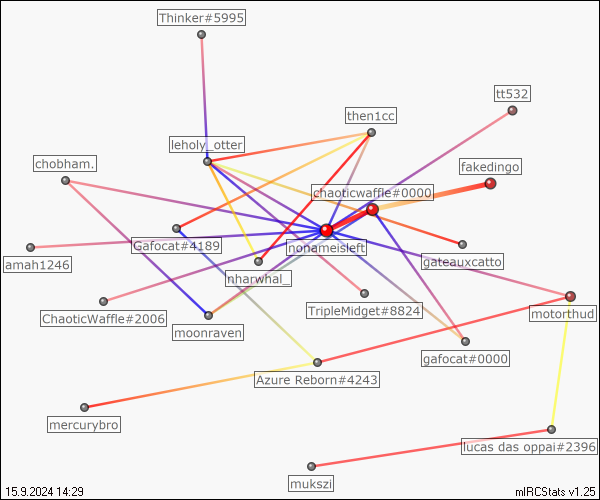 Thinker#5995
tt532
then1cc
leholy_otter
chobham.
fakedingo
chaoticwaffle#0000
Gafocat#4189
nonameisleft
gateauxcatto
amah1246
nharwhal_
ChaoticWaffle#2006
TripleMidget#8824
motorthud
moonraven
gafocat#0000
Azure Reborn#4243
mercurybro
lucas das oppai#2396
mukszi
15.9.2024 14:29
mIRCStats v1.25